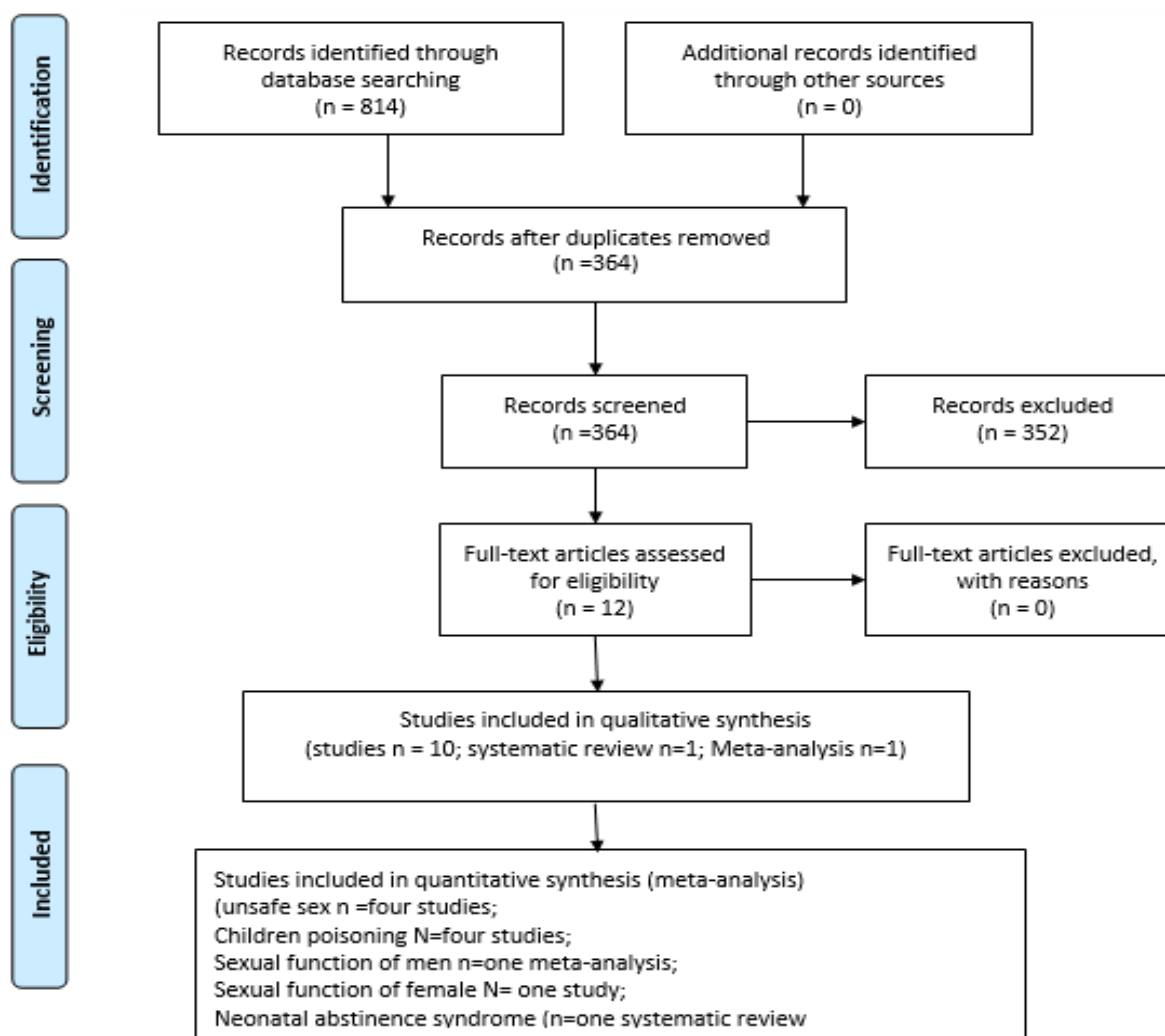 Identification
Records identified through
database searching
(n = 814)
Additional records identified
through other sources
(n = 0)
Records after duplicates removed
(n =364)
Screening
Records screened
(n =364)
Records excluded
(n = 352)
Eligibility
Full-text articles assessed
for eligibility
(n = 12)
Full-text articles excluded,
with reasons
(n = 0)
Studies included in qualitative synthesis
(studies n = 10; systematic review n=1; Meta-analysis n=1)
Included
Studies included in quantitative synthesis (meta-analysis)
(unsafe sex n =four studies;
Children poisoning N=four studies;
Sexual function of men n=one meta-analysis;
Sexual function of female N= one study;
Neonatal abstinence syndrome (n=one systematic review